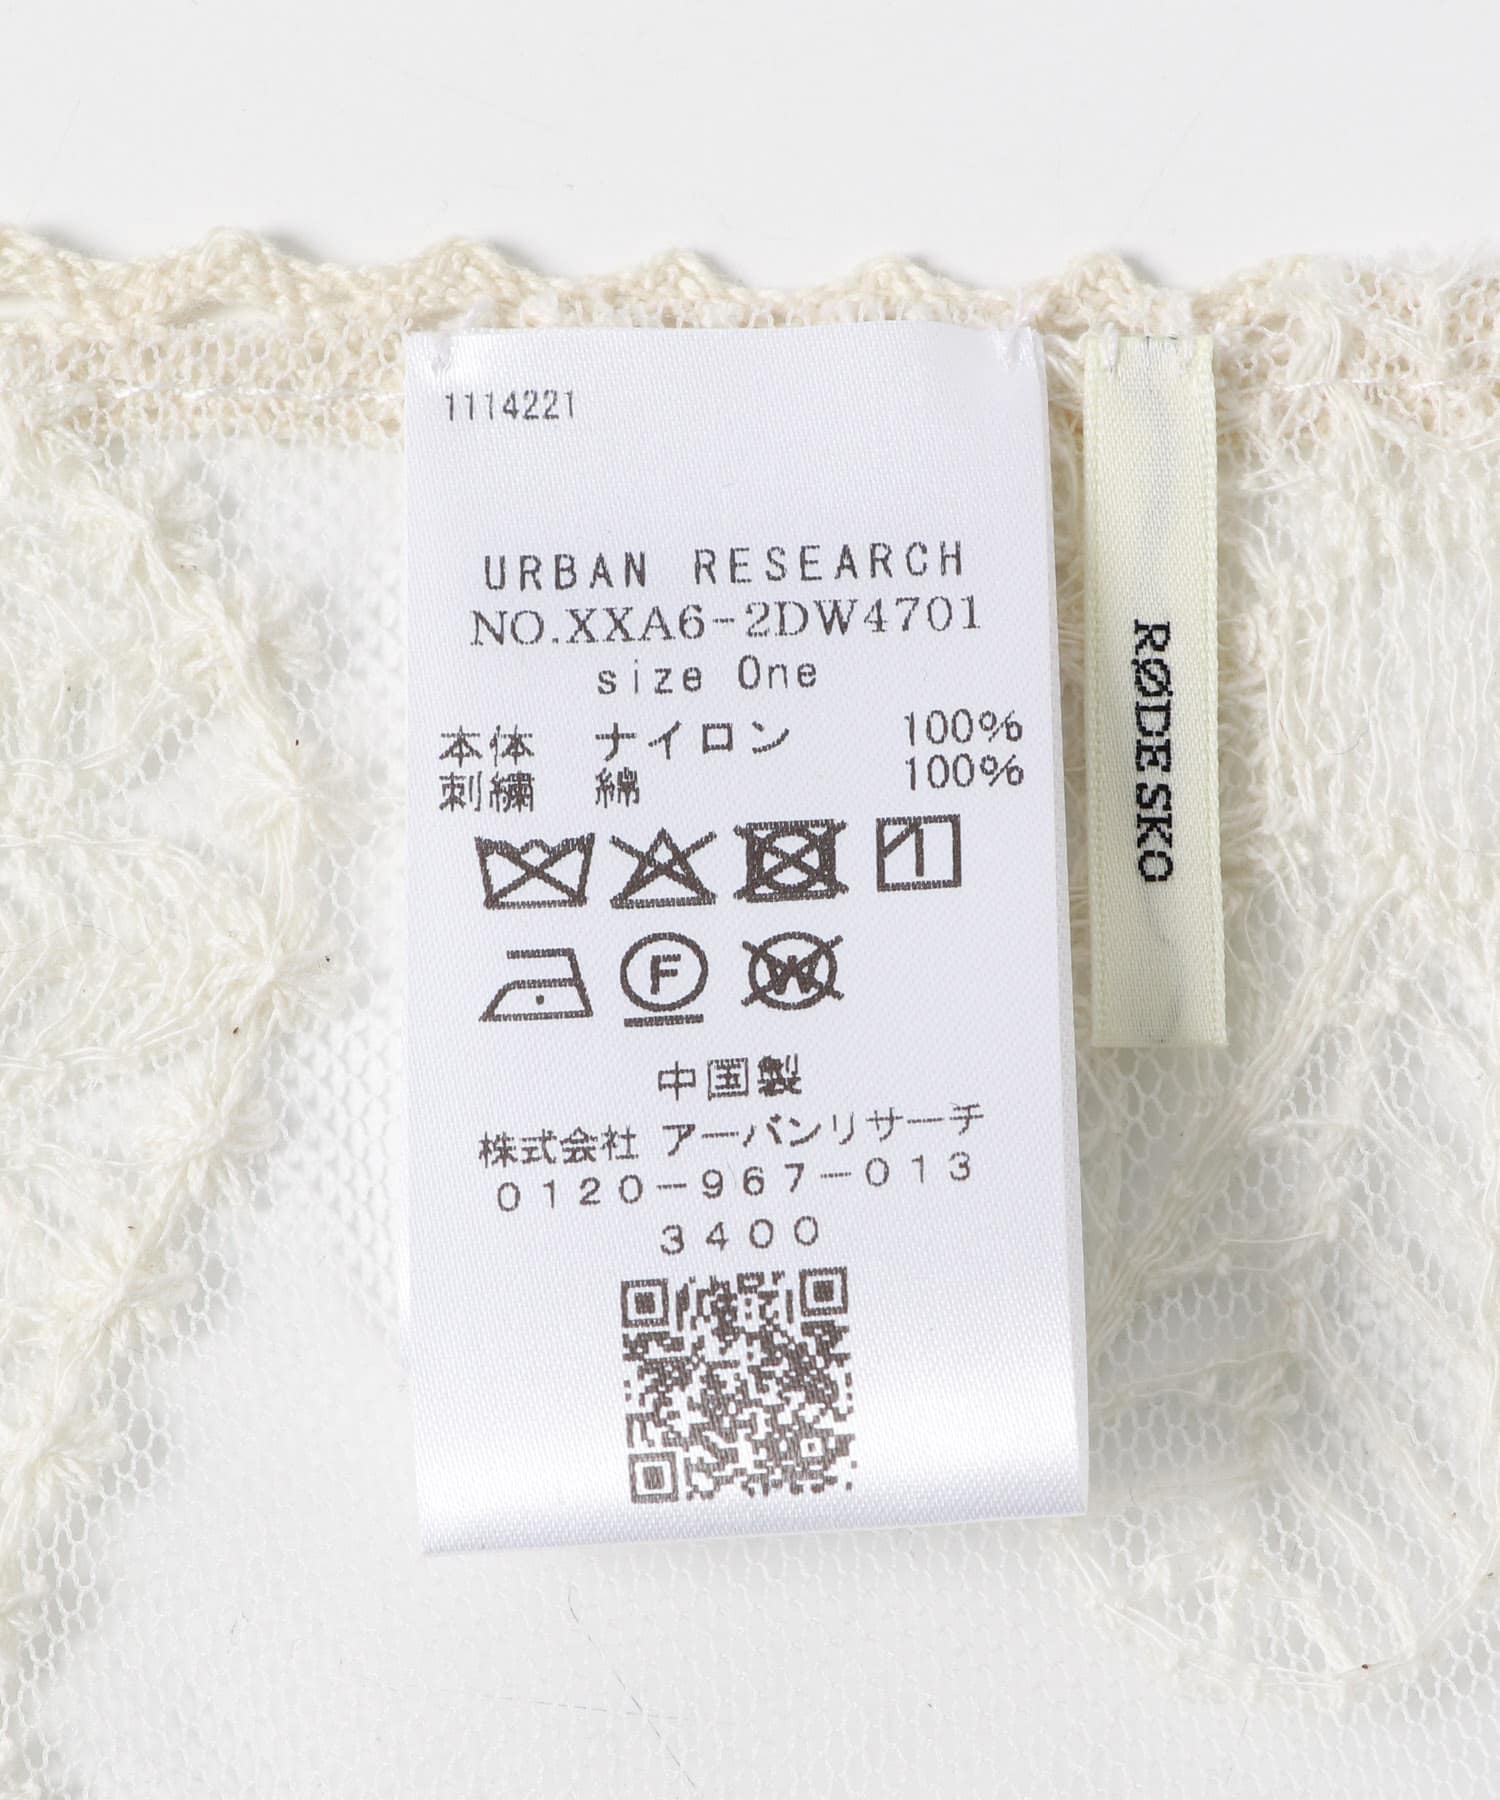 1114221
URBAN RESEARCH
NO.XXA6-2DW4701
size One
本体 ナイロン 100%
刺繍 綿 100%
F
W
中国製
株式会社 アーバンリサーチ
0120-967-013
3400
RØDE SKO